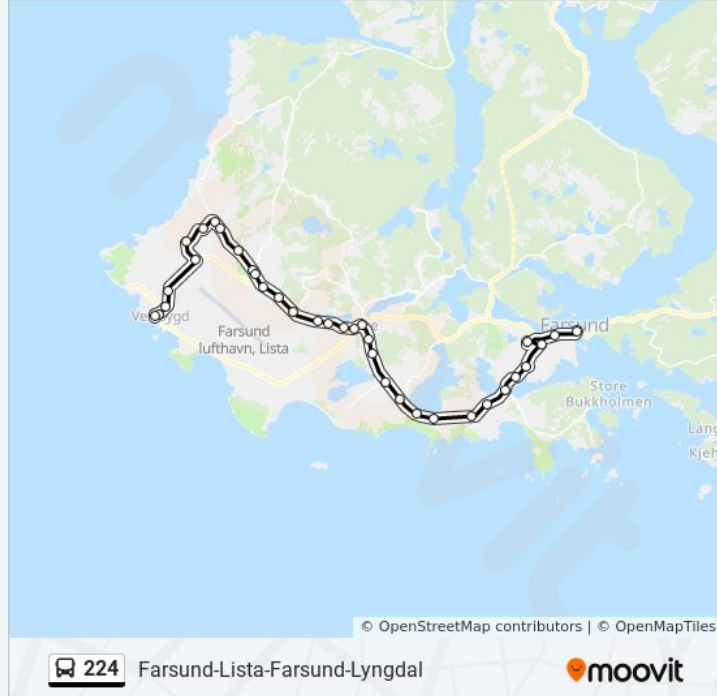 Farsund
Farsund
lufthavn, Lista
Store
Bukkholmen
© OpenStreetMap contributors | © OpenMapTiles
224 Farsund-Lista-Farsund-Lyngdal
moovit